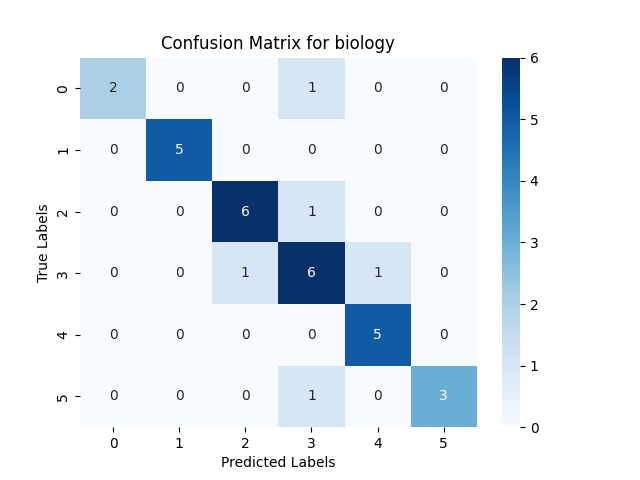 Confusion Matrix for biology
0 2 0 0 1 0 0
1 0 5 0 0 0 0
2 0 0 6 1 0 0
3 0 0 1 6 1 0
4 0 0 0 0 5 0
5 0 0 0 1 0 3
0 1 2 3 4 5
True Labels
Predicted Labels
6
5
4
3
2
1
0